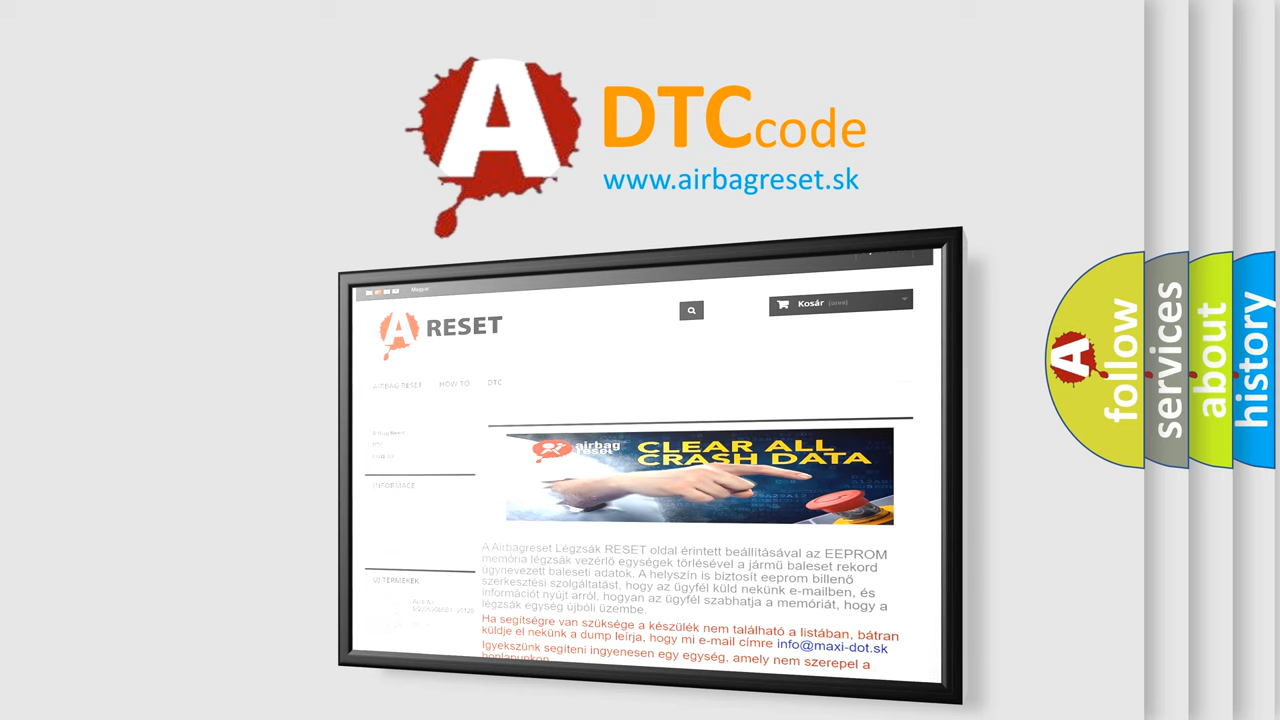 A
DTCcode
www.airbagreset.sk
Magyar
A RESET
Kosár (üres)
AIRBAG RESET HOW TO DTC
DTC
INFORMACE
airbag
reset
CLEAR ALL
CRASH DATA
A Airbagreset Légzsák RESET oldal érintett beállításával az EEPROM
memória légzsák vezérlő egységek törlésével a jármű baleset rekord
úgynevezett baleseti adatok. A helyszín is biztosít eeprom billenő
szerkesztési szolgáltatást, hogy az ügyfél küld nekünk e-mailben, és
információt nyújt arról, hogyan az ügyfél szabhatja a memóriát, hogy a
légzsák egység újbóli üzembe.
Ha segítségre van szüksége a készülék nem található a listában, bátran
küldje el nekünk a dump leírja, hogy mi e-mail címre info@maxi-dot.sk
Igyekszünk segíteni ingyenesen egy egység, amely nem szerepel a
honlapunkon
ÚJ TERMÉKEK
A
follow
services
about
history